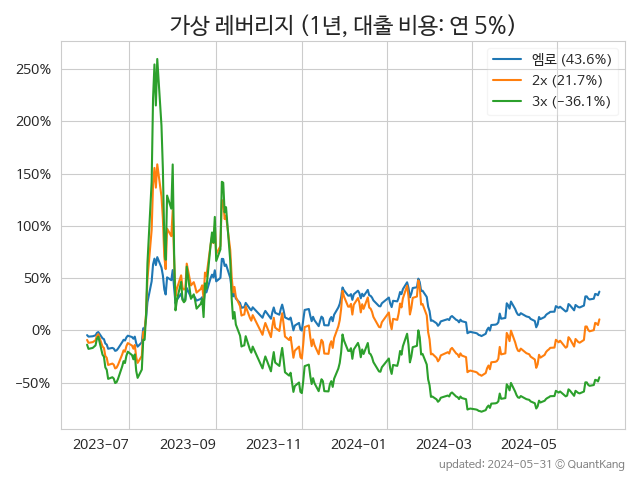 가상 레버리지 (1년, 대출 비용: 연 5%)
엠로 (43.6%)
2x (21.7%)
3x (−36.1%)
250%
200%
150%
100%
50%
0%
−50%
2023-07
2023-09
2023-11
2024-01
2024-03
2024-05
updated: 2024-05-31 © QuantKang